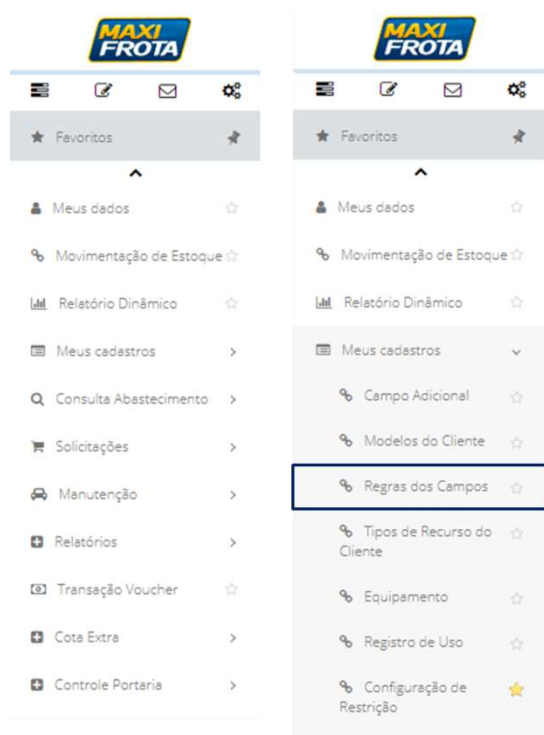 MAXI
FROTA
Favoritos
Meus dados
Movimentação de Estoque
Relatório Dinâmico
Meus cadastros
Consulta Abastecimento
Solicitações
Manutenção
Relatórios
Transação Voucher
Cota Extra
Controle Portaria
MAXI
FROTA
Favoritos
Meus dados
Movimentação de Estoque
Relatório Dinâmico
Meus cadastros
Campo Adicional
Modelos do Cliente
Regras dos Campos
Tipos de Recurso do
Cliente
Equipamento
Registro de Uso
Configuração de
Restrição